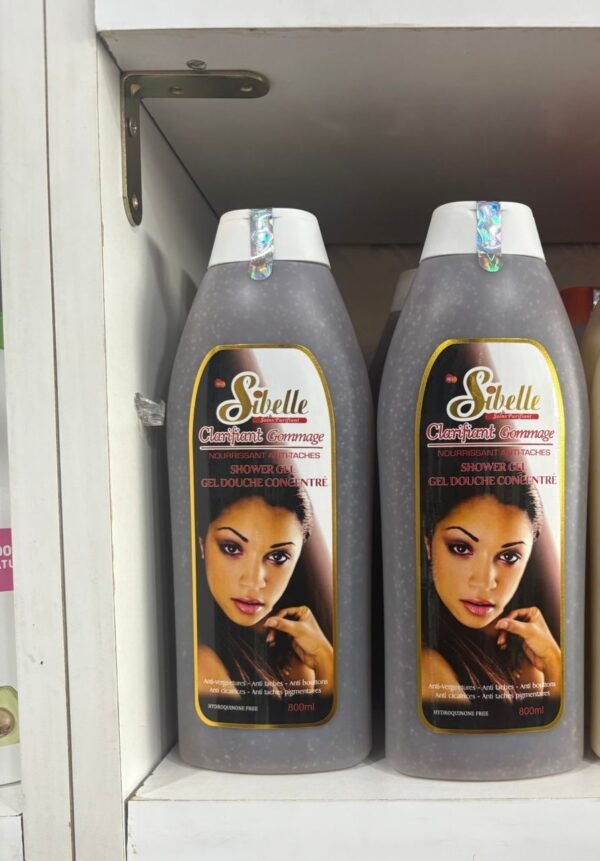 Sibelle
Soins Purifiant
Clarifiant Gommage
NOURRISSANT ANTI-TACHES
SHOWER GEL
GEL DOUCHE CONCENTRÉ
Anti-vergetures - Anti taches - Anti boutons
Anti cicatrices - Anti taches pigmentaires
HYDROQUINONE FREE
800ml
Sibelle
Soins Purifiant
Clarifiant Gommage
NOURRISSANT ANTI-TACHES
SHOWER GEL
GEL DOUCHE CONCENTRÉ
Anti-vergetures - Anti taches - Anti boutons
Anti cicatrices - Anti taches pigmentaires
HYDROQUINONE FREE
800ml